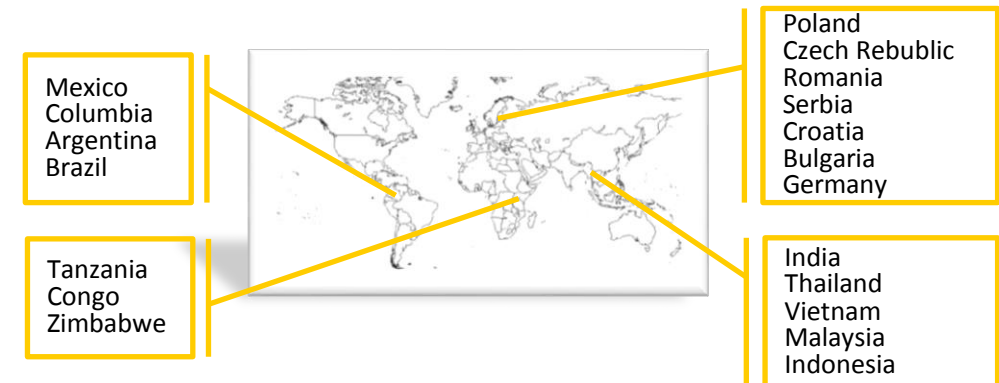 Mexico
Columbia
Argentina
Brazil
Tanzania
Congo
Zimbabwe
Poland
Czech Rebublic
Romania
Serbia
Croatia
Bulgaria
Germany
India
Thailand
Vietnam
Malaysia
Indonesia